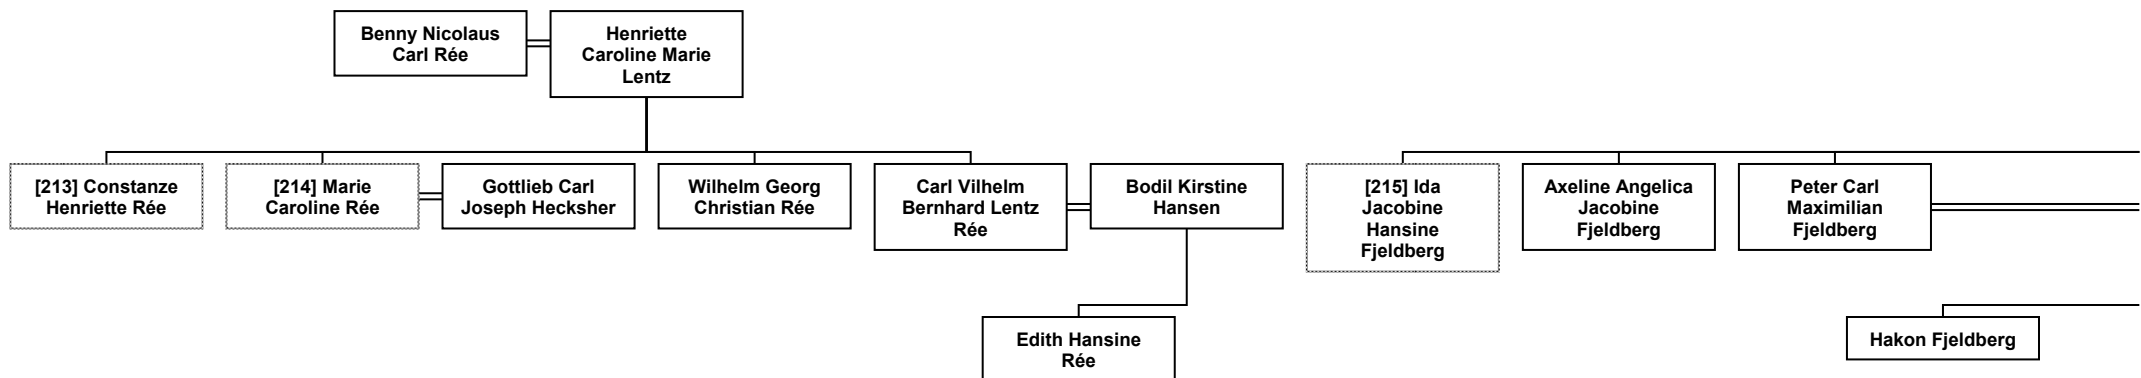 Benny Nicolaus
Carl Rée
Henriette
Caroline Marie
Lentz
[213] Constanze
Henriette Rée
[214] Marie
Caroline Rée
Gottlieb Carl
Joseph Hecksher
Wilhelm Georg
Christian Rée
Carl Vilhelm
Bernhard Lentz
Rée
Bodil Kirstine
Hansen
[215] Ida
Jacobine
Hansine
Fjeldberg
Axeline Angelica
Jacobine
Fjeldberg
Peter Carl
Maximilian
Fjeldberg
Edith Hansine
Rée
Hakon Fjeldberg